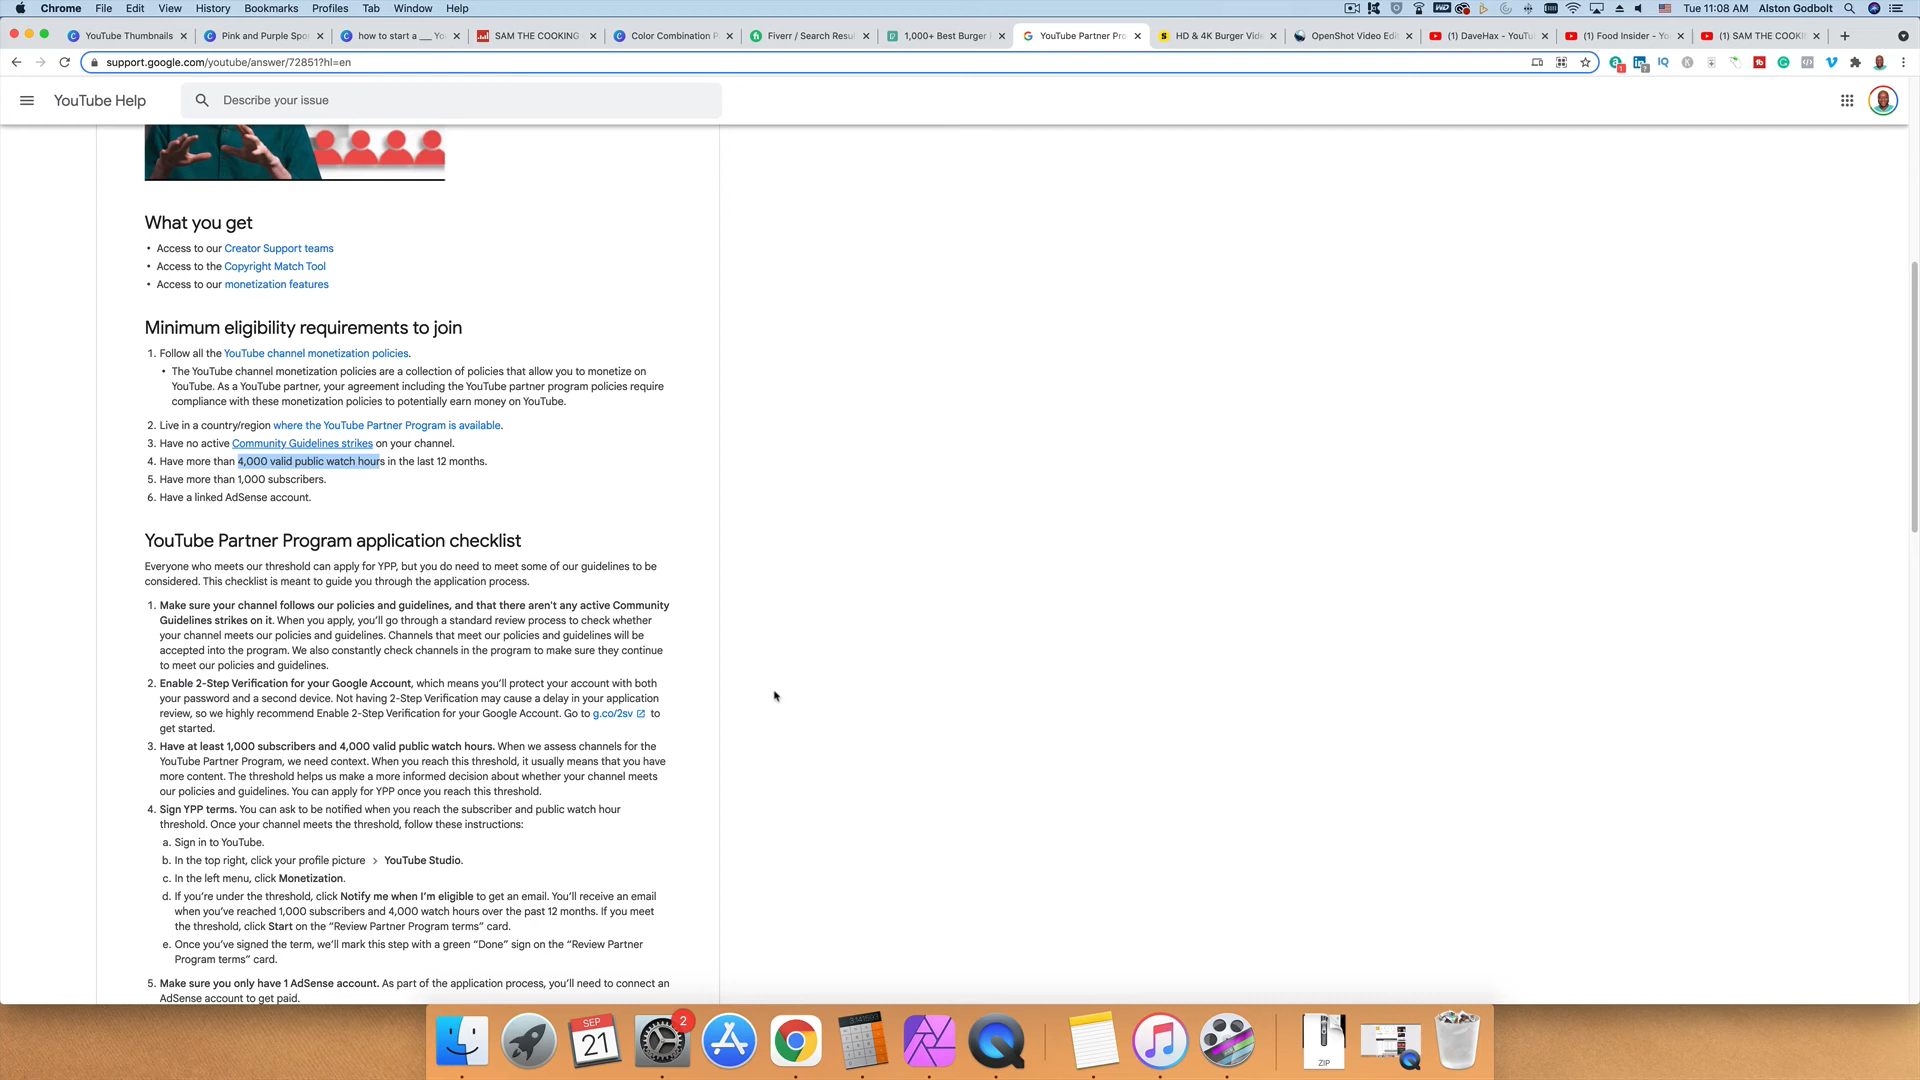 Chrome File Edit View History Bookmarks Profiles Tab Window Help
Tue 11:08 AM Alston Godbolt
YouTube Thumbnails
Pink and Purple Spo
how to start a ___ Yo
SAM THE COOKING
Color Combination P
Fiverr / Search Resul
1,000+ Best Burger
YouTube Partner Pro
HD & 4K Burger Vid
OpenShot Video Edit
(1) DaveHax - YouTu
(1) Food Insider - Yo
(1) SAM THE COOKI
support.google.com/youtube/answer/72851?hl=en
YouTube Help
Describe your issue
What you get
• Access to our Creator Support teams
• Access to the Copyright Match Tool
• Access to our monetization features
Minimum eligibility requirements to join
1. Follow all the YouTube channel monetization policies.
• The YouTube channel monetization policies are a collection of policies that allow you to monetize on
YouTube. As a YouTube partner, your agreement including the YouTube partner program policies require
compliance with these monetization policies to potentially earn money on YouTube.
2. Live in a country/region where the YouTube Partner Program is available.
3. Have no active Community Guidelines strikes on your channel.
4. Have more than 4,000 valid public watch hours in the last 12 months.
5. Have more than 1,000 subscribers.
6. Have a linked AdSense account.
YouTube Partner Program application checklist
Everyone who meets our threshold can apply for YPP, but you do need to meet some of our guidelines to be
considered. This checklist is meant to guide you through the application process.
1. Make sure your channel follows our policies and guidelines, and that there aren't any active Community
Guidelines strikes on it. When you apply, you'll go through a standard review process to check whether
your channel meets our policies and guidelines. Channels that meet our policies and guidelines will be
accepted into the program. We also constantly check channels in the program to make sure they continue
to meet our policies and guidelines.
2. Enable 2-Step Verification for your Google Account, which means you'll protect your account with both
your password and a second device. Not having 2-Step Verification may cause a delay in your application
review, so we highly recommend Enable 2-Step Verification for your Google Account. Go to g.co/2sv to
get started.
3. Have at least 1,000 subscribers and 4,000 valid public watch hours. When we assess channels for the
YouTube Partner Program, we need context. When you reach this threshold, it usually means that you have
more content. The threshold helps us make a more informed decision about whether your channel meets
our policies and guidelines. You can apply for YPP once you reach this threshold.
4. Sign YPP terms. You can ask to be notified when you reach the subscriber and public watch hour
threshold. Once your channel meets the threshold, follow these instructions:
a. Sign in to YouTube.
b. In the top right, click your profile picture > YouTube Studio.
c. In the left menu, click Monetization.
d. If you're under the threshold, click Notify me when I'm eligible to get an email. You'll receive an email
when you've reached 1,000 subscribers and 4,000 watch hours over the past 12 months. If you meet
the threshold, click Start on the “Review Partner Program terms” card.
e. Once you've signed the term, we'll mark this step with a green “Done” sign on the “Review Partner
Program terms” card.
5. Make sure you only have 1 AdSense account. As part of the application process, you'll need to connect an
AdSense account to get paid.
SEP
21
2
ZIP